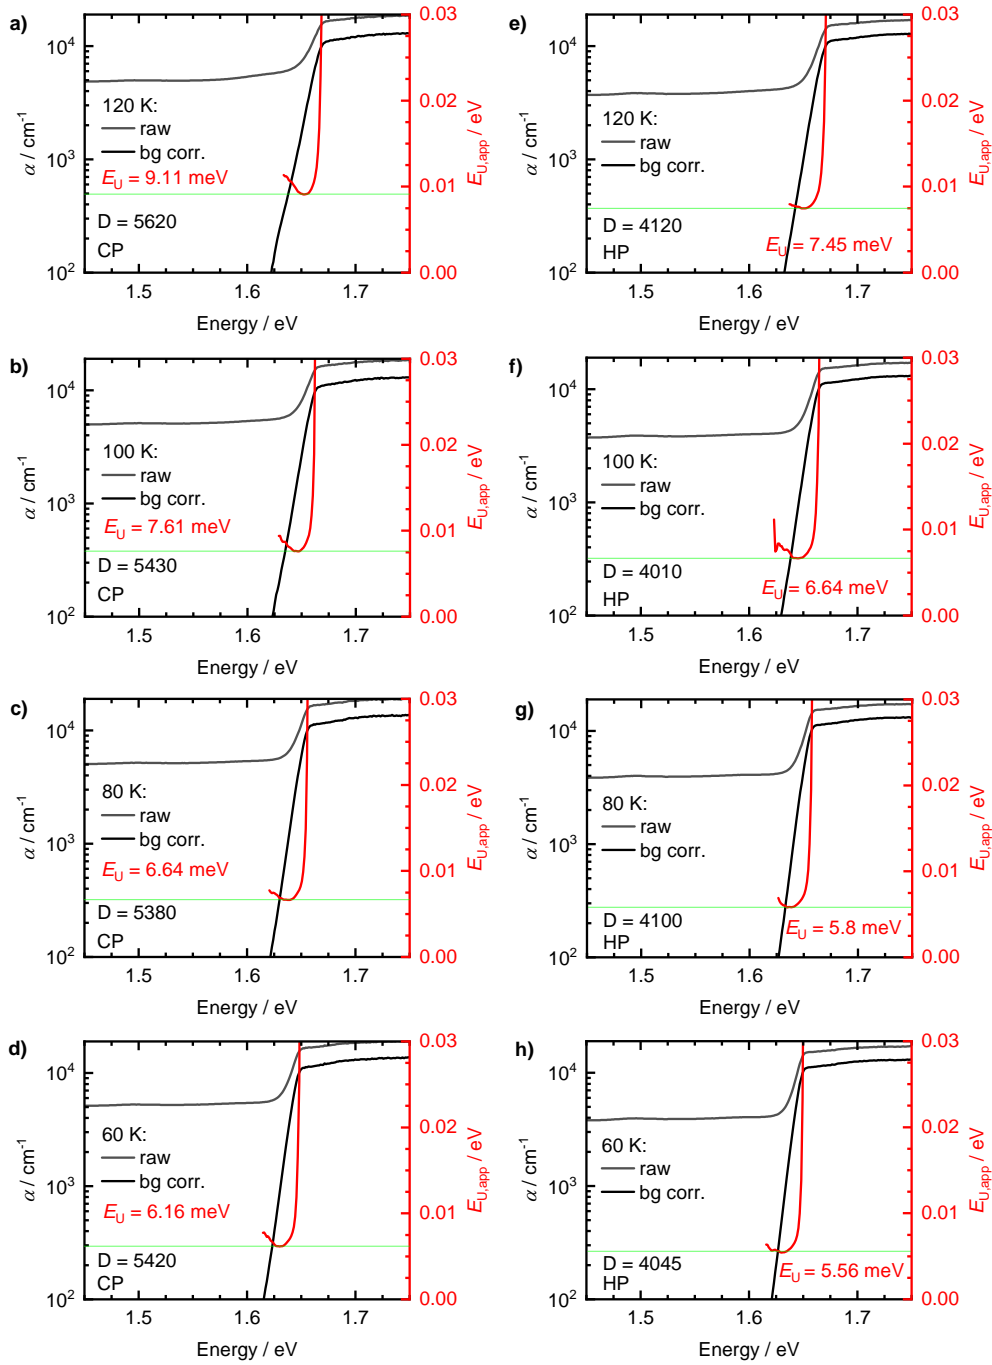 a)
10⁴
10³
10²
α / cm⁻¹
120 K:
raw
bg corr.
E_U = 9.11 meV
D = 5620
CP
0.03
0.02
0.01
0.00
E_U,app / eV
1.5
1.6
1.7
Energy / eV
e)
10⁴
10³
10²
α / cm⁻¹
120 K:
raw
bg corr.
D = 4120
E_U = 7.45 meV
HP
0.03
0.02
0.01
0.00
E_U,app / eV
1.5
1.6
1.7
Energy / eV
b)
10⁴
10³
10²
α / cm⁻¹
100 K:
raw
bg corr.
E_U = 7.61 meV
D = 5430
CP
0.03
0.02
0.01
0.00
E_U,app / eV
1.5
1.6
1.7
Energy / eV
f)
10⁴
10³
10²
α / cm⁻¹
100 K:
raw
bg corr.
D = 4010
E_U = 6.64 meV
HP
0.03
0.02
0.01
0.00
E_U,app / eV
1.5
1.6
1.7
Energy / eV
c)
10⁴
10³
10²
α / cm⁻¹
80 K:
raw
bg corr.
E_U = 6.64 meV
D = 5380
CP
0.03
0.02
0.01
0.00
E_U,app / eV
1.5
1.6
1.7
Energy / eV
g)
10⁴
10³
10²
α / cm⁻¹
80 K:
raw
bg corr.
D = 4100
E_U = 5.8 meV
HP
0.03
0.02
0.01
0.00
E_U,app / eV
1.5
1.6
1.7
Energy / eV
d)
10⁴
10³
10²
α / cm⁻¹
60 K:
raw
bg corr.
E_U = 6.16 meV
D = 5420
CP
0.03
0.02
0.01
0.00
E_U,app / eV
1.5
1.6
1.7
Energy / eV
h)
10⁴
10³
10²
α / cm⁻¹
60 K:
raw
bg corr.
D = 4045
E_U = 5.56 meV
HP
0.03
0.02
0.01
0.00
E_U,app / eV
1.5
1.6
1.7
Energy / eV